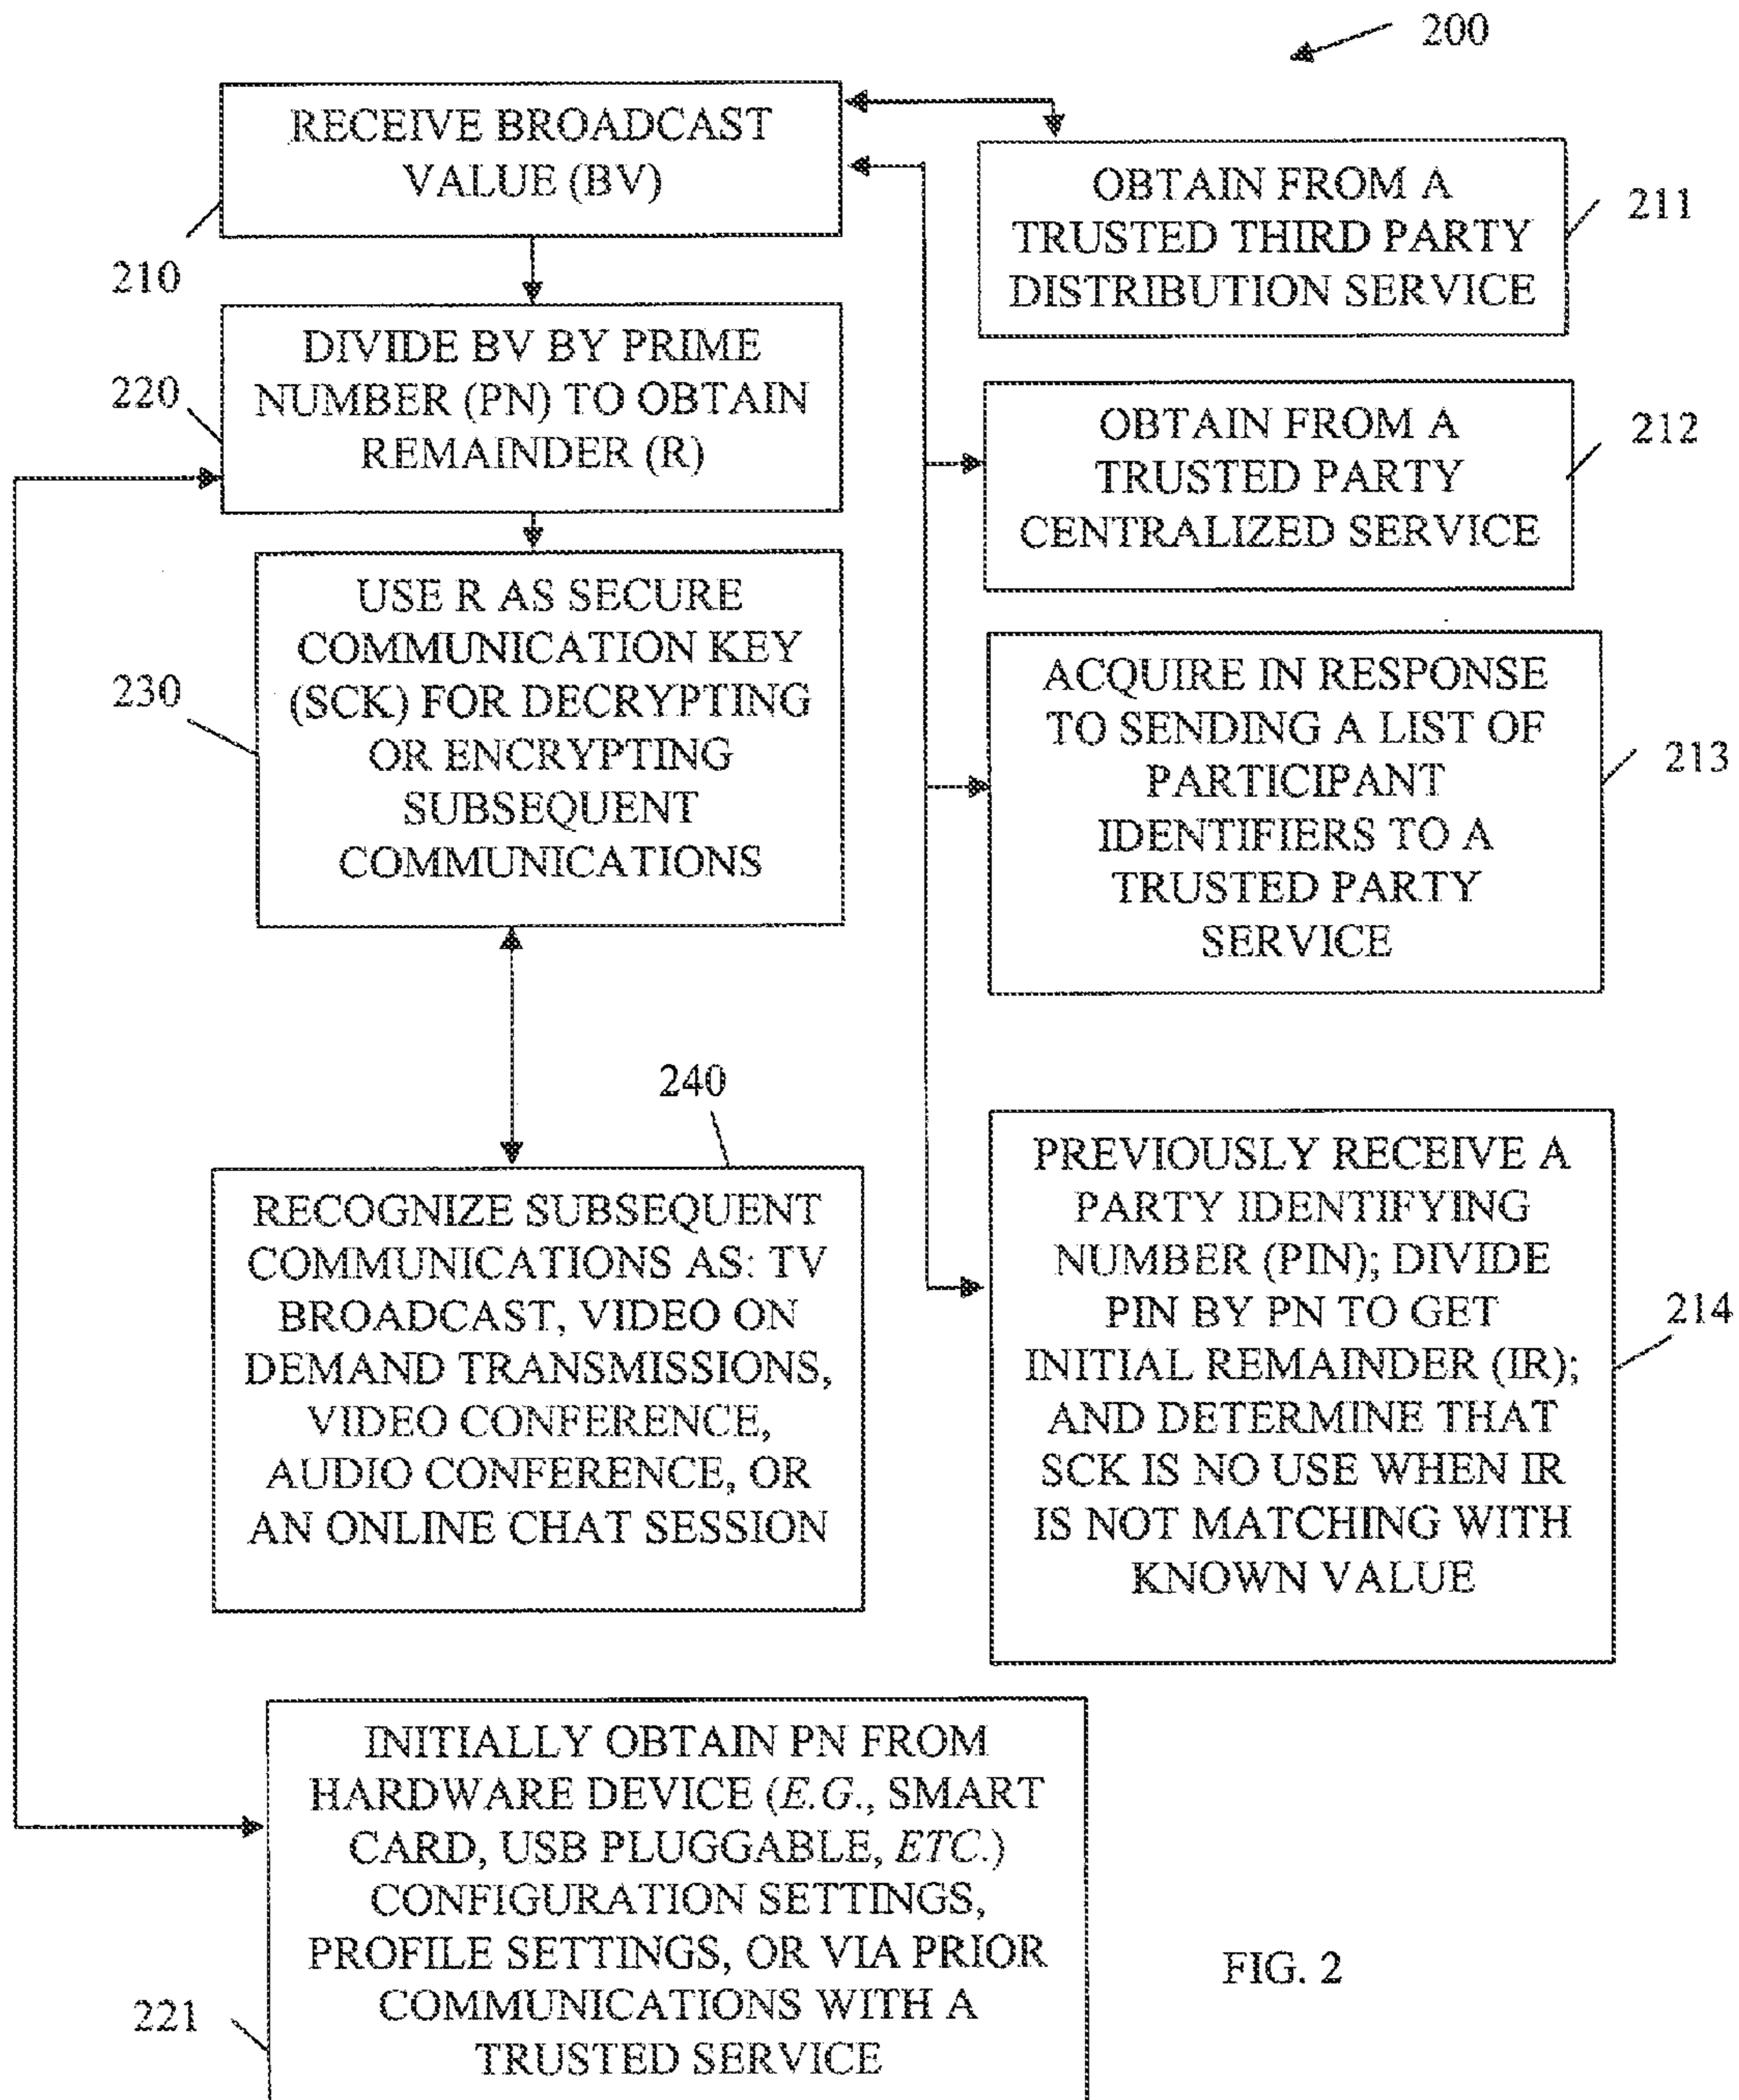 200
RECEIVE BROADCAST
VALUE (BV)
210
OBTAIN FROM A
TRUSTED THIRD PARTY
DISTRIBUTION SERVICE
211
DIVIDE BV BY PRIME
NUMBER (PN) TO OBTAIN
REMAINDER (R)
220
OBTAIN FROM A
TRUSTED PARTY
CENTRALIZED SERVICE
212
USE R AS SECURE
COMMUNICATION KEY
(SCK) FOR DECRYPTING
OR ENCRYPTING
SUBSEQUENT
COMMUNICATIONS
230
ACQUIRE IN RESPONSE
TO SENDING A LIST OF
PARTICIPANT
IDENTIFIERS TO A
TRUSTED PARTY
SERVICE
213
240
RECOGNIZE SUBSEQUENT
COMMUNICATIONS AS: TV
BROADCAST, VIDEO ON
DEMAND TRANSMISSIONS,
VIDEO CONFERENCE,
AUDIO CONFERENCE, OR
AN ONLINE CHAT SESSION
PREVIOUSLY RECEIVE A
PARTY IDENTIFYING
NUMBER (PIN); DIVIDE
PIN BY PN TO GET
INITIAL REMAINDER (IR);
AND DETERMINE THAT
SCK IS NO USE WHEN IR
IS NOT MATCHING WITH
KNOWN VALUE
214
INITIALLY OBTAIN PN FROM
HARDWARE DEVICE (E.G., SMART
CARD, USB PLUGGABLE, ETC.)
CONFIGURATION SETTINGS,
PROFILE SETTINGS, OR VIA PRIOR
COMMUNICATIONS WITH A
TRUSTED SERVICE
221
FIG. 2